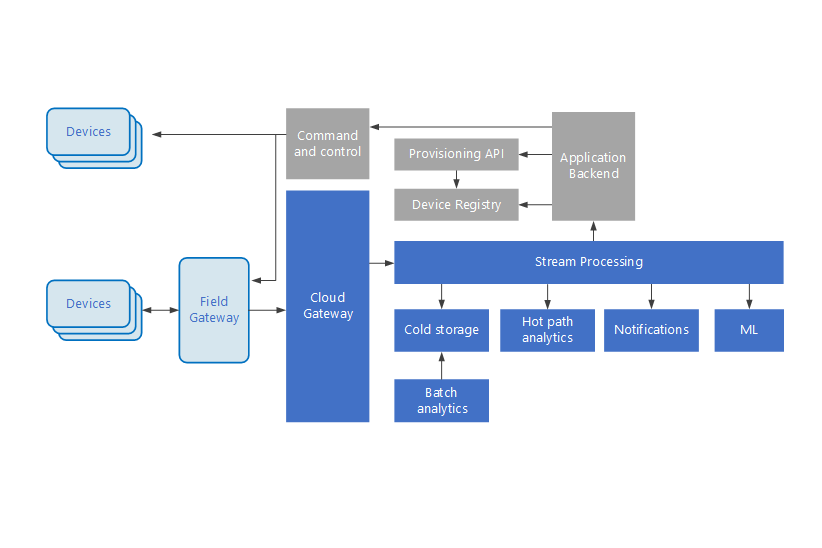 Devices
Command
and control
Provisioning API
Application
Backend
Device Registry
Stream Processing
Devices
Field
Gateway
Cloud
Gateway
Cold storage
Hot path
analytics
Notifications
ML
Batch
analytics